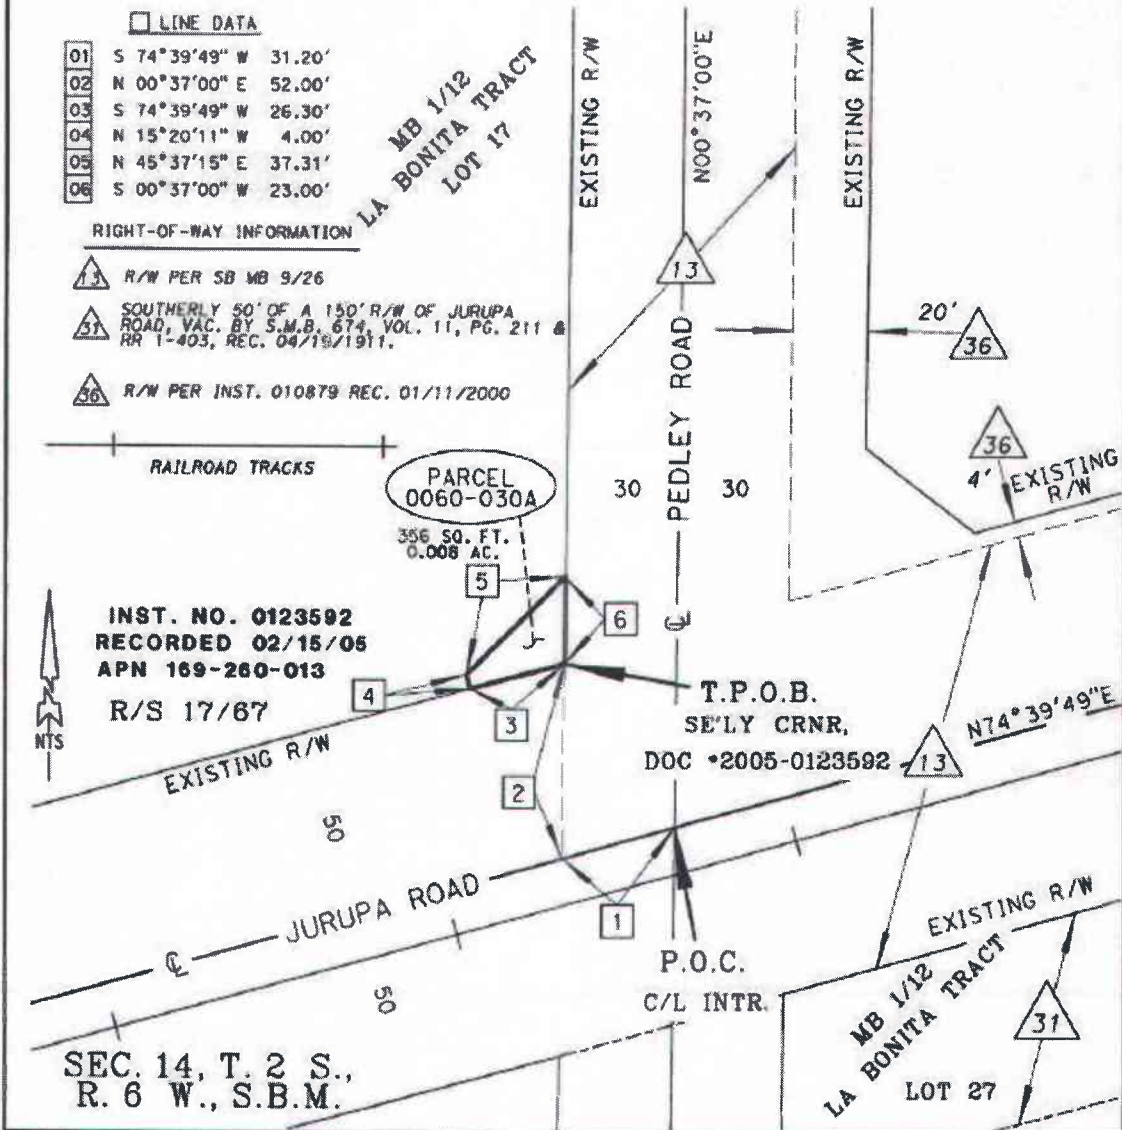 LINE DATA
01 S 74°39'49" W 31.20'
02 N 00°37'00" E 52.00'
03 S 74°39'49" W 26.30'
04 N 15°20'11" W 4.00'
05 N 45°37'15" E 37.31'
06 S 00°37'00" W 23.00'
MB 1/12
LA BONITA TRACT
LOT 17
EXISTING R/W
N00°37'00"E
EXISTING R/W
RIGHT-OF-WAY INFORMATION
13 R/W PER SB MB 9/26
31 SOUTHERLY 50' OF A 150' R/W OF JURUPA
ROAD, VAC. BY S.M.B. 674, VOL. 11, PG. 211 &
RR 1-403, REC. 04/19/1911.
36 R/W PER INST. 010879 REC. 01/11/2000
RAILROAD TRACKS
13
PEDLEY ROAD
20'
36
36
4' EXISTING
R/W
PARCEL
0060-030A
356 SQ. FT.
0.008 AC.
30
30
5
6
INST. NO. 0123592
RECORDED 02/15/05
APN 169-260-013
R/S 17/67
NTS
4
3
T.P.O.B.
SE'LY CRNR,
DOC *2005-0123592
13
N74°39'49"E
EXISTING R/W
2
50
JURUPA ROAD
1
P.O.C.
C/L INTR.
50
EXISTING R/W
MB 1/12
LA BONITA TRACT
LOT 27
31
SEC. 14, T. 2 S.,
R. 6 W., S.B.M.